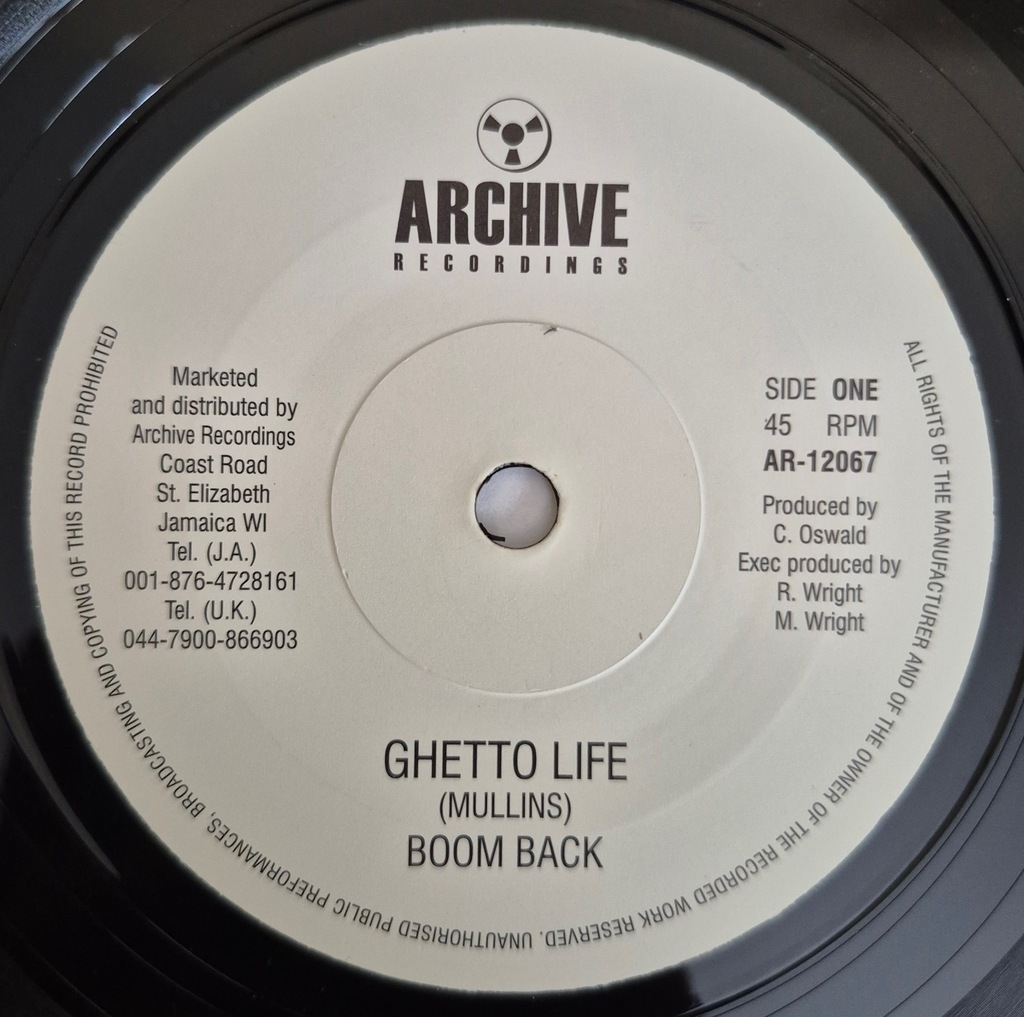 ARCHIVE
RECORDINGS
Marketed
and distributed by
Archive Recordings
Coast Road
St. Elizabeth
Jamaica WI
Tel. (J.A.)
001-876-4728161
Tel. (U.K.)
044-7900-866903
SIDE ONE
45 RPM
AR-12067
Produced by
C. Oswald
Exec produced by
R. Wright
M. Wright
GHETTO LIFE
(MULLINS)
BOOM BACK
ALL RIGHTS OF THE MANUFACTURER AND OF THE OWNER OF THE RECORDED WORK RESERVED. UNAUTHORISED PUBLIC PREFORMANCES, BROADCASTING AND COPYING OF THIS RECORD PROHIBITED